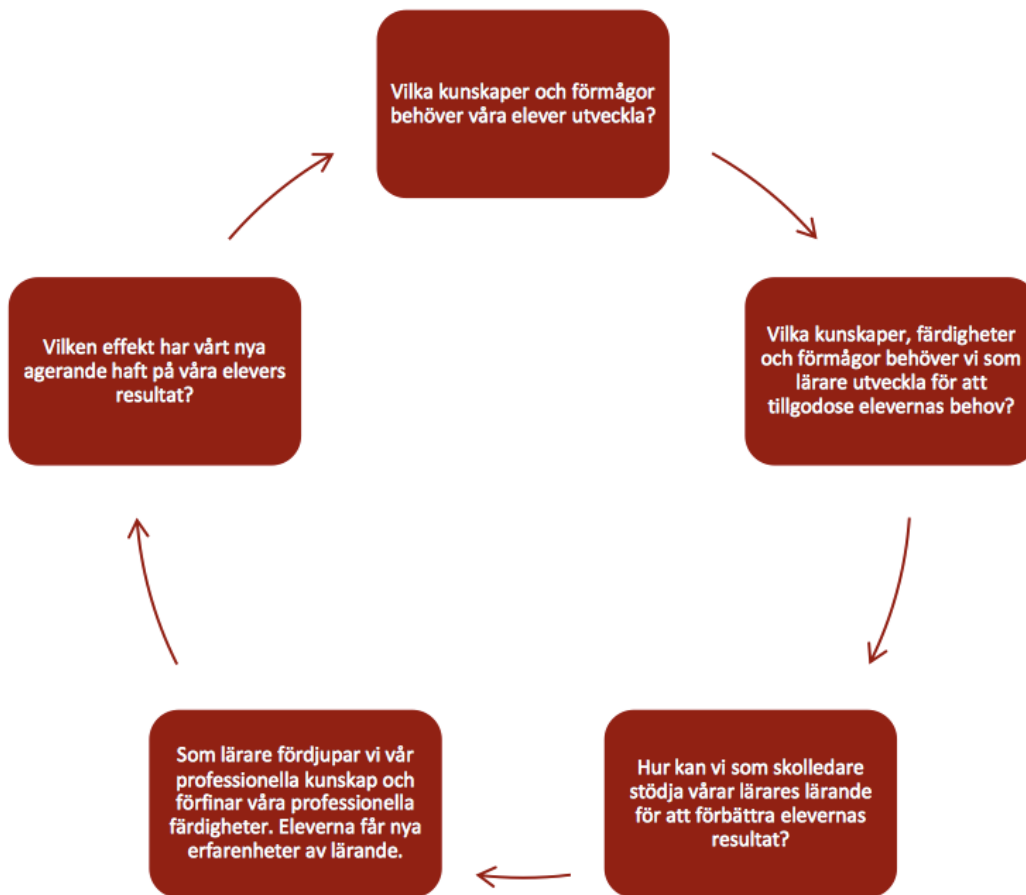 Vilka kunskaper och förmågor
behöver våra elever utveckla?
Vilka kunskaper, färdigheter
och förmågor behöver vi som
lärare utveckla för att
tillgodose elevernas behov?
Hur kan vi som skolledare
stödja vårar lärares lärande
för att förbättra elevernas
resultat?
Som lärare fördjupar vi vår
professionella kunskap och
förfinar våra professionella
färdigheter. Eleverna får nya
erfarenheter av lärande.
Vilken effekt har vårt nya
agerande haft på våra elevers
resultat?